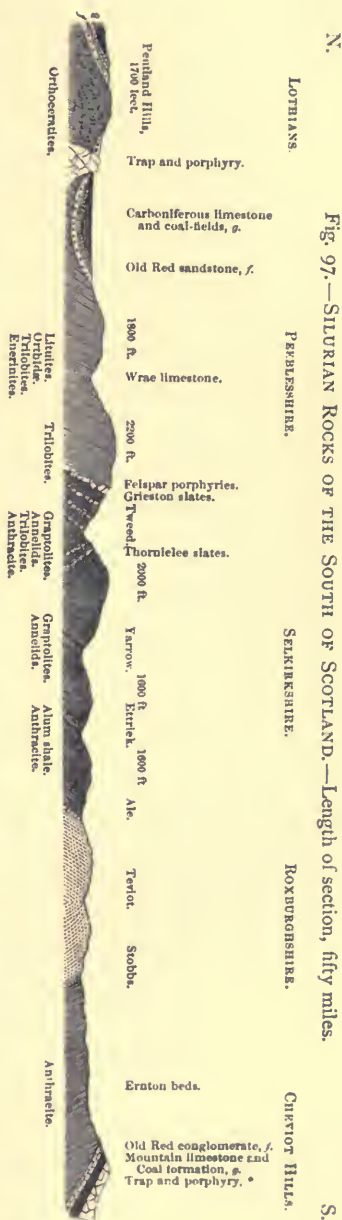 Fig. 97.—SILURIAN ROCKS OF THE SOUTH OF SCOTLAND.—Length of section, fifty miles.
N.
S.
LOTHIANS.
PEEBLESSHIRE.
SELKIRKSHIRE.
ROXBURGHSHIRE.
CHEVIOT HILLS.
Pentland Hills,
1700 feet.
Trap and porphyry.
Carboniferous limestone
and coal-fields, g.
Old Red sandstone, f.
1800 ft.
Wrae limestone.
2200 ft.
Felspar porphyries.
Grieston slates.
Tweed.
Thornielee slates.
2000 ft.
Yarrow.
1600 ft
Ettrick.
1600 ft
Ale.
Teviot.
Stobbs.
Ernton beds.
Old Red conglomerate, f.
Mountain limestone and
Coal formation, g.
Trap and porphyry. *
g
f
Orthoceratites.
Lituites.
Orthidæ.
Trilobites.
Encrinites.
Trilobites.
Graptolites.
Annelids.
Trilobites.
Anthracite.
Graptolites.
Annelids.
Alum shale.
Anthracite.
Anthracite.